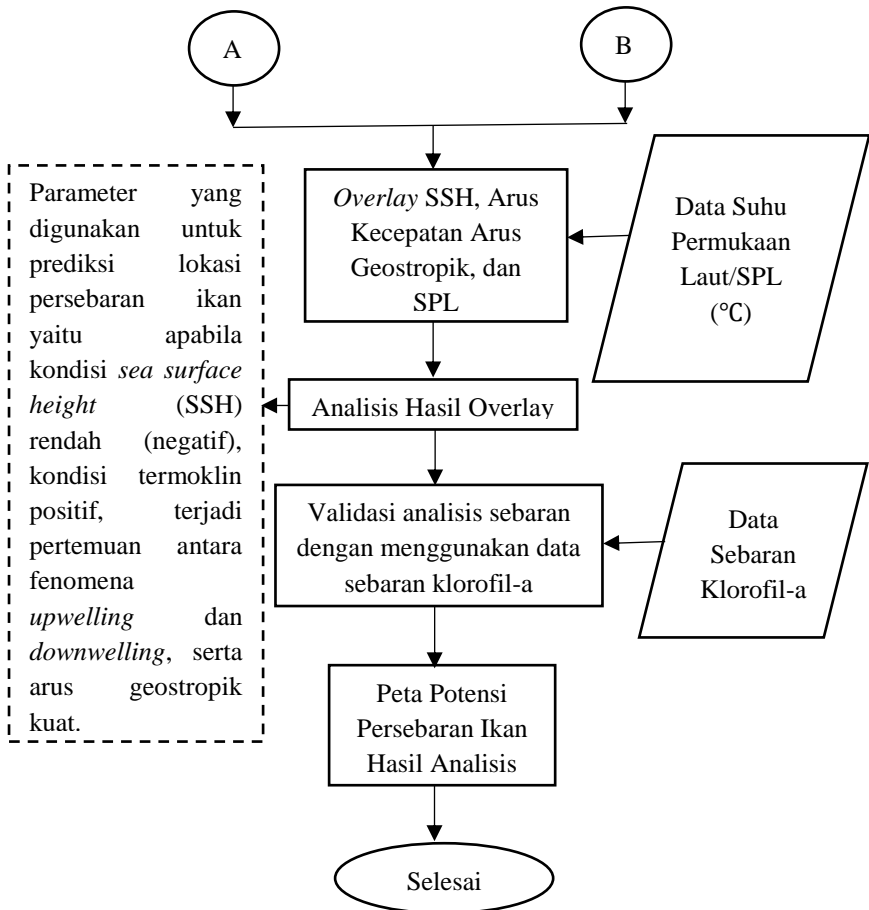 A
B
Overlay SSH, Arus
Kecepatan Arus
Geostropik, dan
SPL
Data Suhu
Permukaan
Laut/SPL
(℃)
Parameter yang
digunakan untuk
prediksi lokasi
persebaran ikan
yaitu apabila
kondisi sea surface
height (SSH)
rendah (negatif),
kondisi termoklin
positif, terjadi
pertemuan antara
fenomena
upwelling dan
downwelling, serta
arus geostropik
kuat.
Analisis Hasil Overlay
Validasi analisis sebaran
dengan menggunakan data
sebaran klorofil-a
Data
Sebaran
Klorofil-a
Peta Potensi
Persebaran Ikan
Hasil Analisis
Selesai